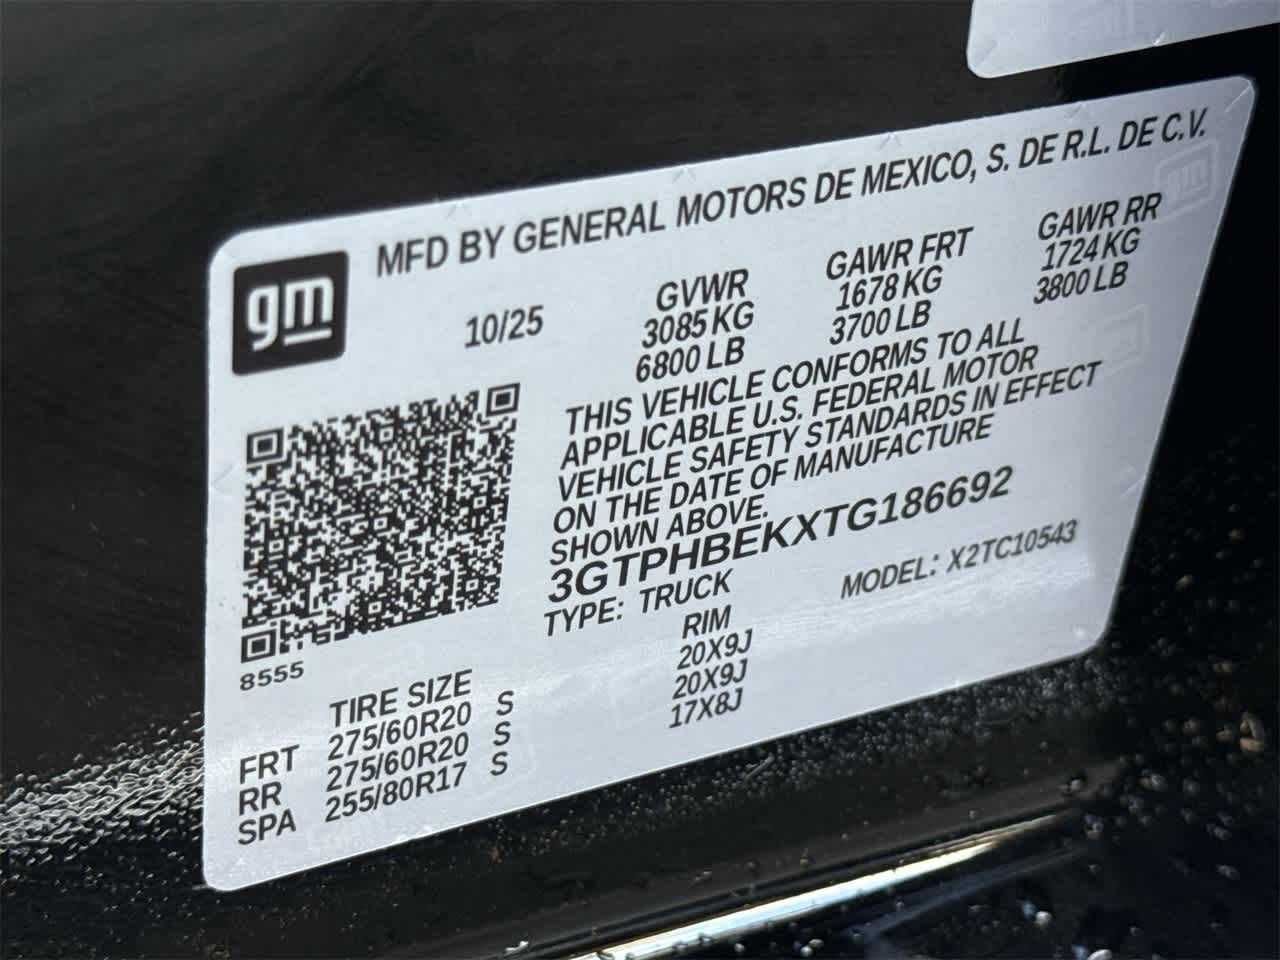 MFD BY GENERAL MOTORS DE MEXICO, S. DE R.L. DE C.V.
gm
10/25
GVWR GAWR FRT GAWR RR
3085 KG 1678 KG 1724 KG
6800 LB 3700 LB 3800 LB
THIS VEHICLE CONFORMS TO ALL
APPLICABLE U.S. FEDERAL MOTOR
VEHICLE SAFETY STANDARDS IN EFFECT
ON THE DATE OF MANUFACTURE
SHOWN ABOVE.
3GTPHBEKXTG186692
TYPE: TRUCK MODEL: X2TC10543
8555
TIRE SIZE RIM
FRT 275/60R20 S 20X9J
RR 275/60R20 S 20X9J
SPA 255/80R17 S 17X8J